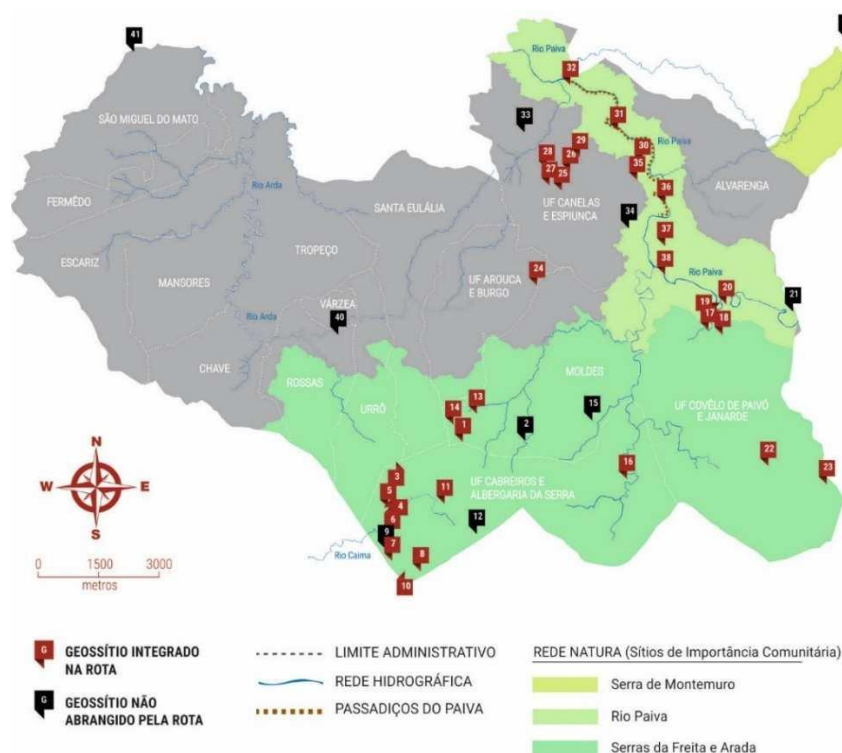 41
Rio Paiva
32
SÃO MIGUEL DO MATO
33
31
29
28
26
30
Rio Paiva
27
25
35
Rio Arda
36
ALVARENGA
FERMÊDO
SANTA EULÁLIA
UF CANELAS
E ESPIUNCA
34
37
ESCARIZ
TROPEÇO
38
MANSORES
UF AROUCA
E BURGO
24
Rio Paiva
20
21
VÁRZEA
19
Rio Arda
40
17
18
CHAVE
MOLDES
ROSSAS
URRÔ
13
14
2
15
UF COVÊLO DE PAIVÓ
E JANARDE
1
22
16
23
3
UF CABREIROS E
ALBERGARIA DA SERRA
5
11
4
6
12
9
7
Rio Caima
8
10
N
W
E
S
0 1500 3000
metros
G
GEOSSÍTIO INTEGRADO
NA ROTA
G
GEOSSÍTIO NÃO
ABRANGIDO PELA ROTA
LIMITE ADMINISTRATIVO
REDE HIDROGRÁFICA
PASSADIÇOS DO PAIVA
REDE NATURA (Sítios de Importância Comunitária)
Serra de Montemuro
Rio Paiva
Serras da Freita e Arada